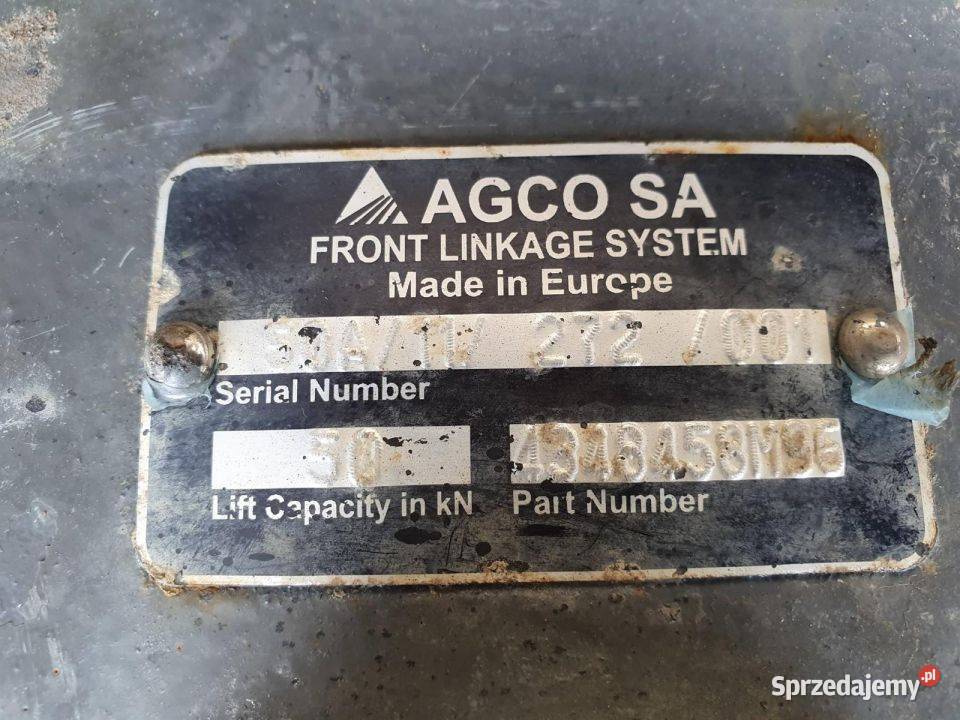 AGCO SA
FRONT LINKAGE SYSTEM
Made in Europe
272 /001
Serial Number
30
Lift Capacity in kN
Part Number
Sprzedajemy.pl